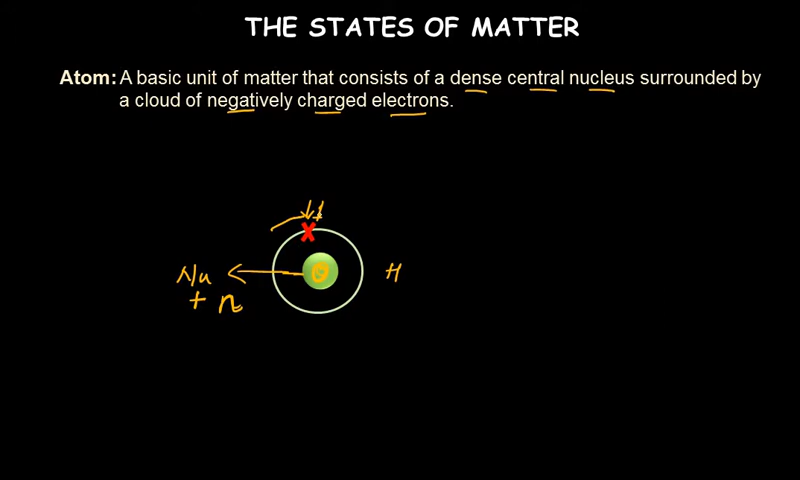 THE STATES OF MATTER
Atom: A basic unit of matter that consists of a dense central nucleus surrounded by
a cloud of negatively charged electrons.
Nu
H
+ n